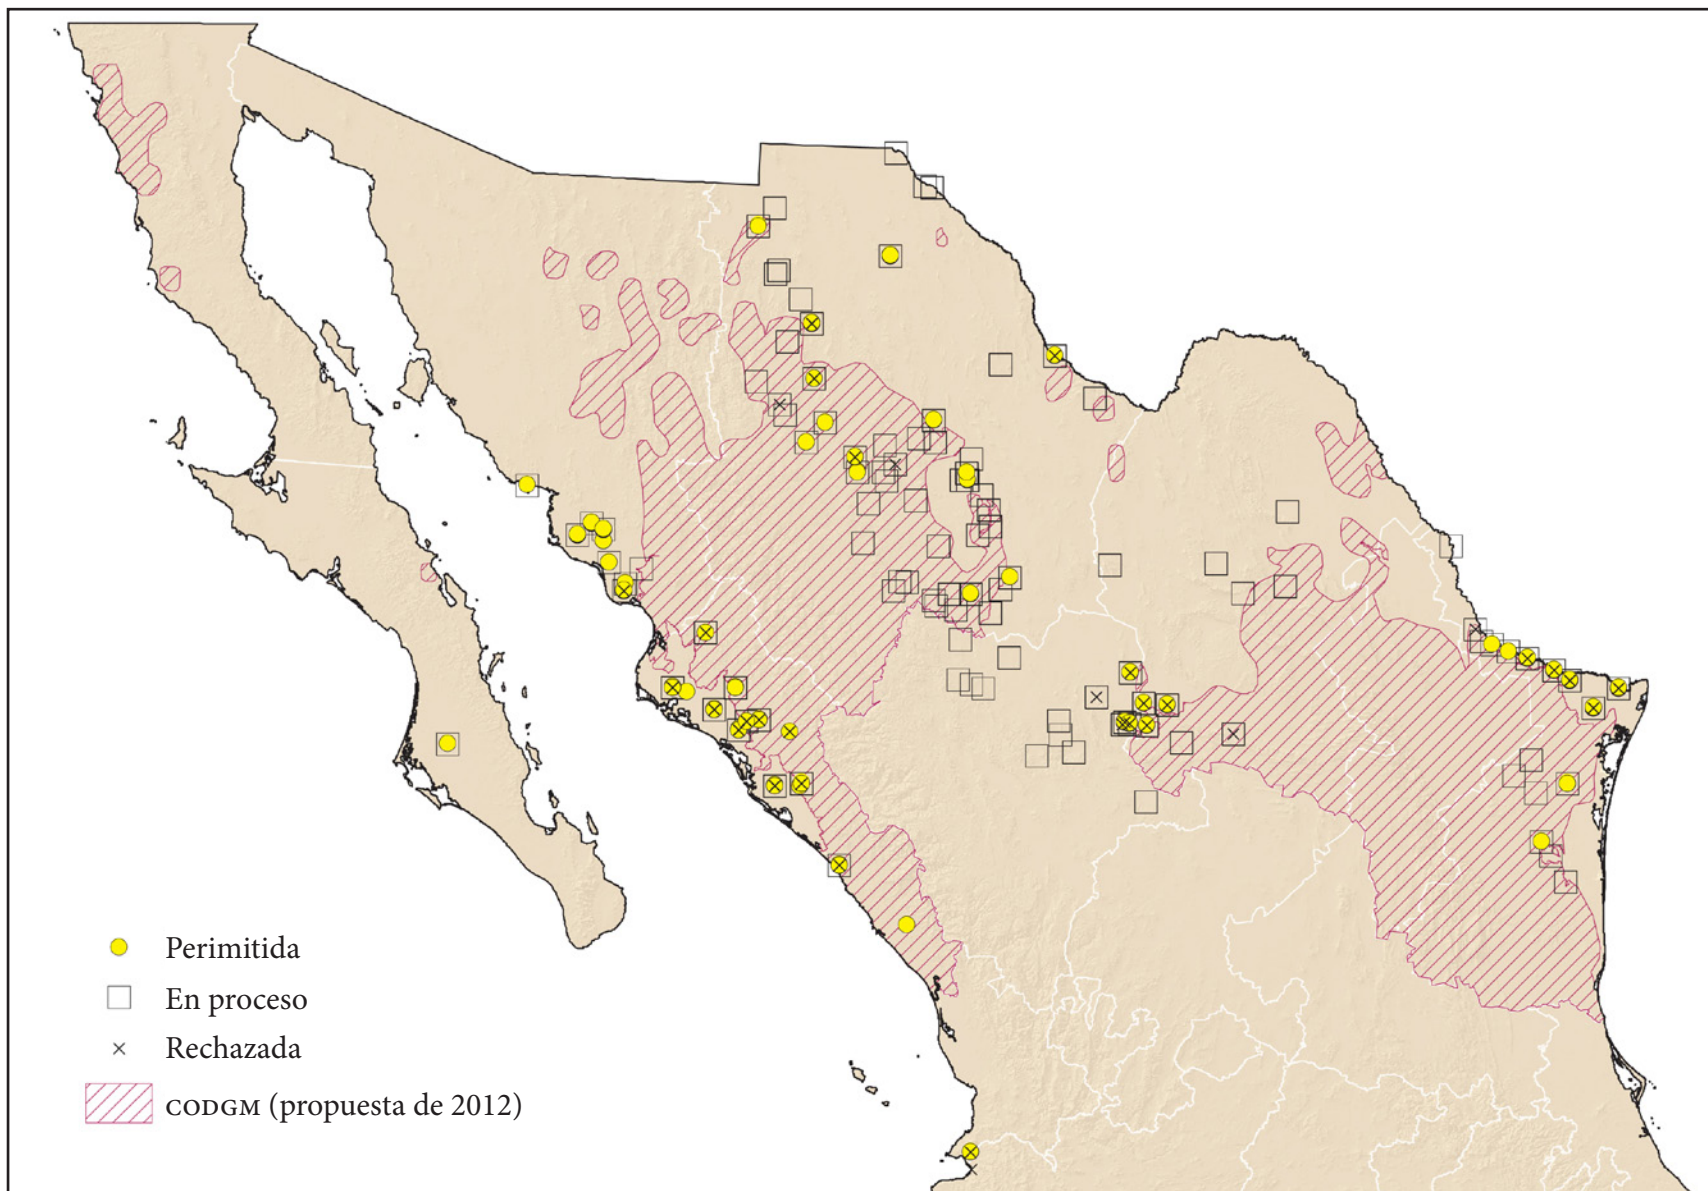 Perimitida
En proceso
Rechazada
CODGM (propuesta de 2012)